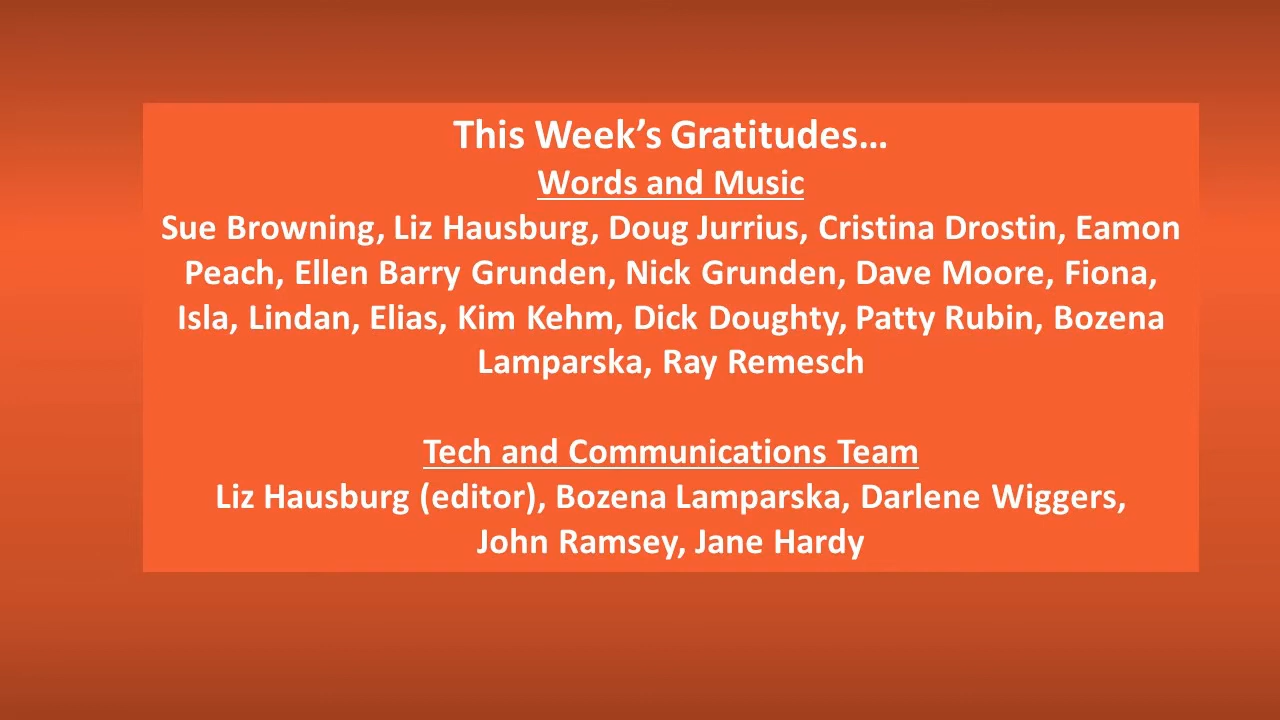 This Week’s Gratitudes…
Words and Music
Sue Browning, Liz Hausburg, Doug Jurrius, Cristina Drostin, Eamon
Peach, Ellen Barry Grunden, Nick Grunden, Dave Moore, Fiona,
Isla, Lindan, Elias, Kim Kehm, Dick Doughty, Patty Rubin, Bozena
Lamparska, Ray Remesch
Tech and Communications Team
Liz Hausburg (editor), Bozena Lamparska, Darlene Wiggers,
John Ramsey, Jane Hardy